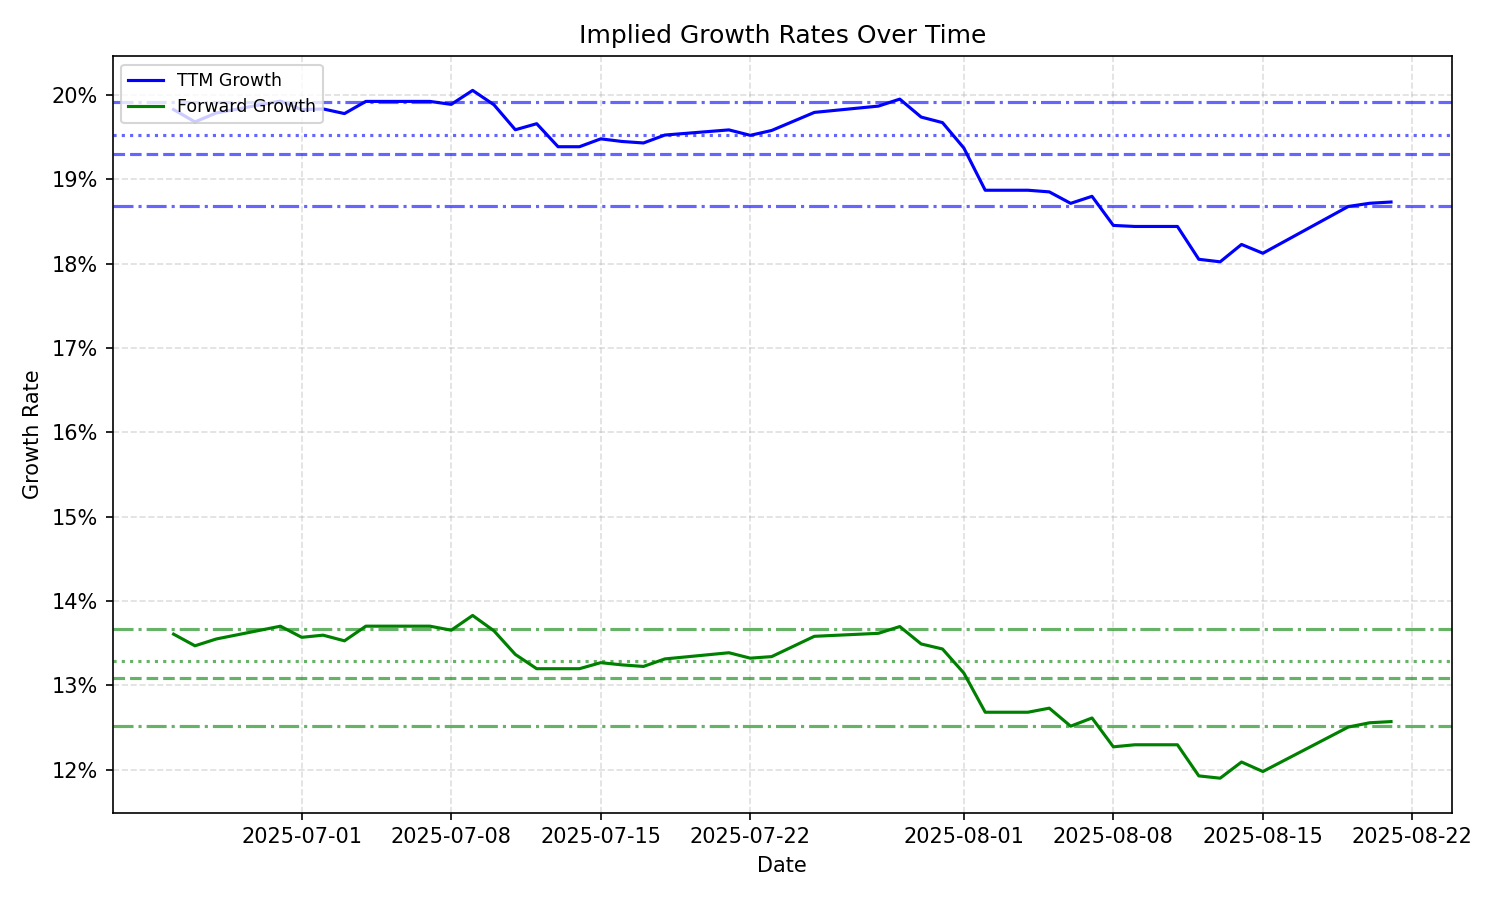 Implied Growth Rates Over Time
TTM Growth
Forward Growth
20%
19%
18%
17%
16%
15%
14%
13%
12%
Growth Rate
2025-07-01 2025-07-08 2025-07-15 2025-07-22 2025-08-01 2025-08-08 2025-08-15 2025-08-22
Date